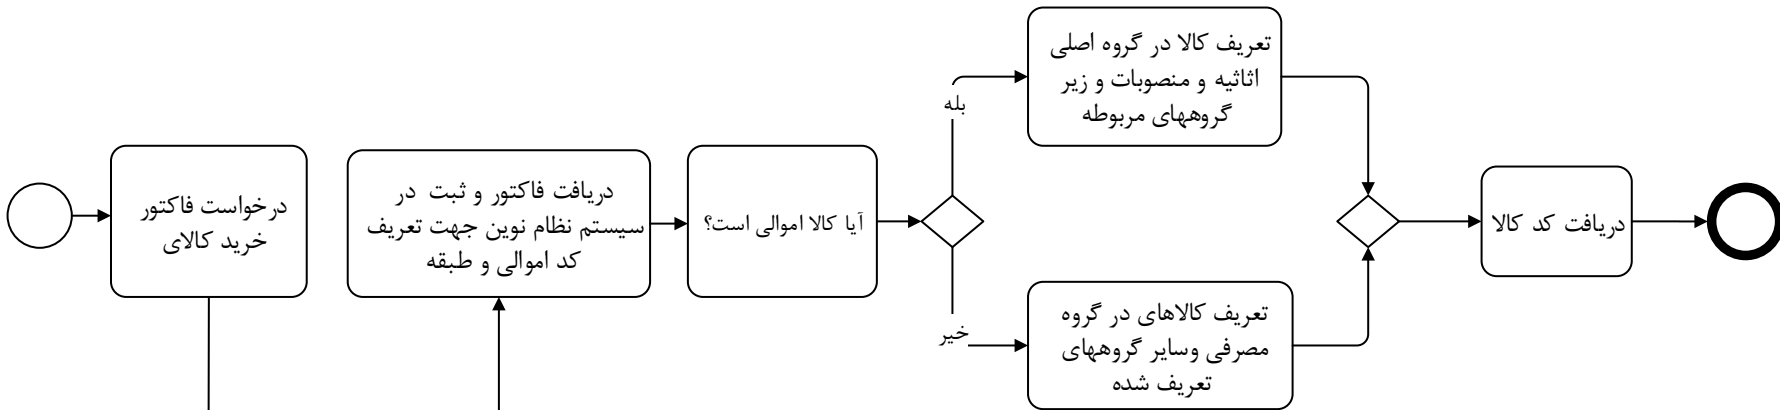 درخواست فاکتور
خرید کالای
دریافت فاکتور و ثبت در
سیستم نظام نوین جهت تعریف
کد اموالی و طبقه
آیا کالا اموالی است؟
بله
خیر
تعریف کالا در گروه اصلی
اثاثیه و منصوبات و زیر
گروههای مربوطه
تعریف کالاهای در گروه
مصرفی وسایر گروههای
تعریف شده
دریافت کد کالا